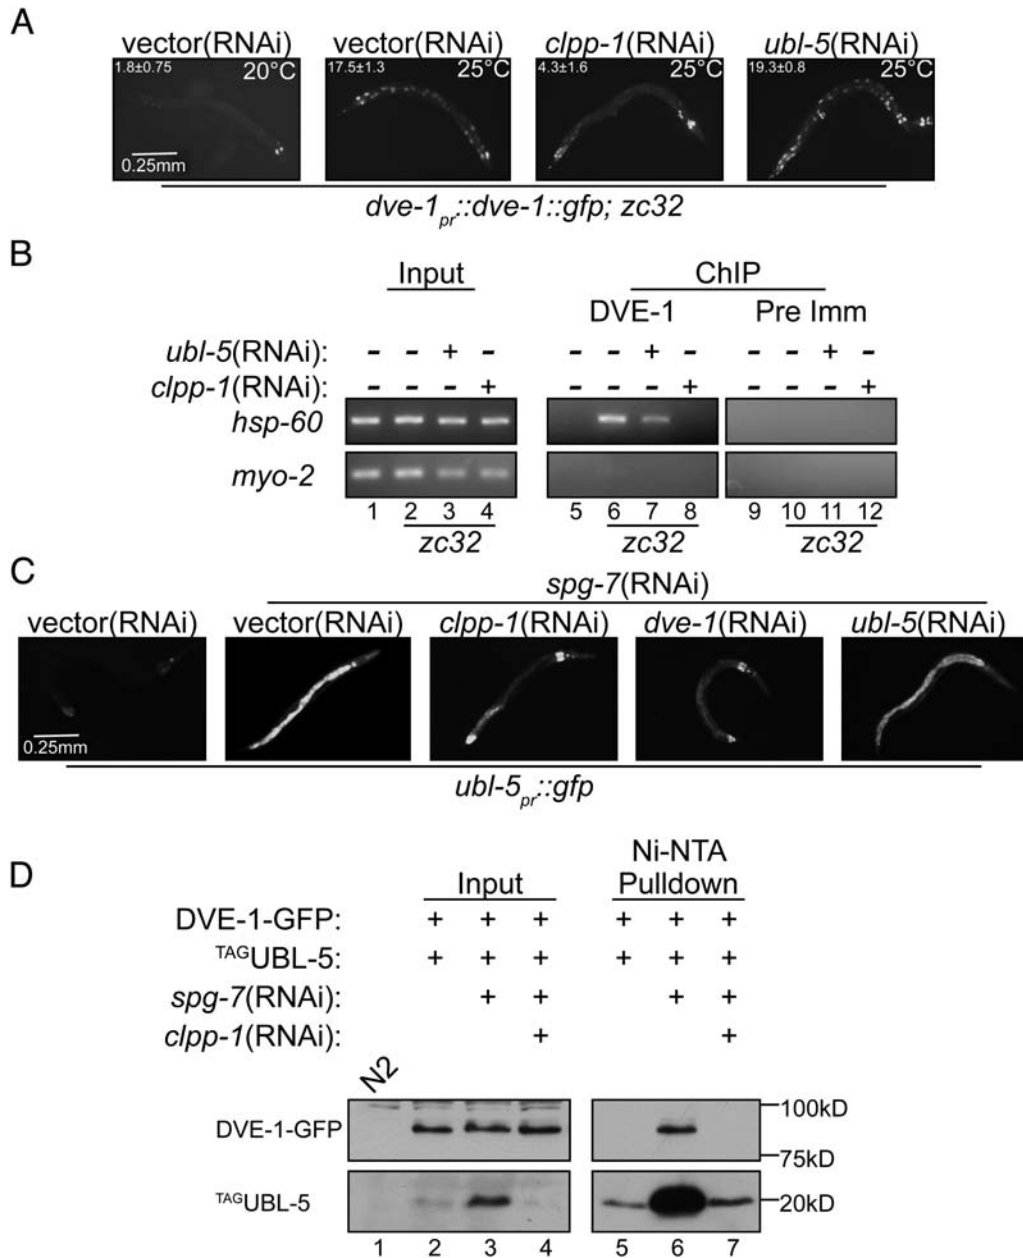 A
vector(RNAi) vector(RNAi) clpp-1(RNAi) ubl-5(RNAi)
1.8±0.75 20°C 17.5±1.3 25°C 4.3±1.6 25°C 19.3±0.8 25°C
0.25mm
dve-1pr::dve-1::gfp; zc32
B
Input ChIP
DVE-1 Pre Imm
ubl-5(RNAi): - - + - - - + - - - + -
clpp-1(RNAi): - - - + - - - + - - - +
hsp-60
myo-2
1 2 3 4 5 6 7 8 9 10 11 12
zc32 zc32 zc32
C
spg-7(RNAi)
vector(RNAi) vector(RNAi) clpp-1(RNAi) dve-1(RNAi) ubl-5(RNAi)
0.25mm
ubl-5pr::gfp
D
Input Ni-NTA Pulldown
DVE-1-GFP: + + + + + +
TAGUBL-5: + + + + + +
spg-7(RNAi): + + + +
clpp-1(RNAi): + +
N2
DVE-1-GFP 100kD
75kD
TAGUBL-5 20kD
1 2 3 4 5 6 7